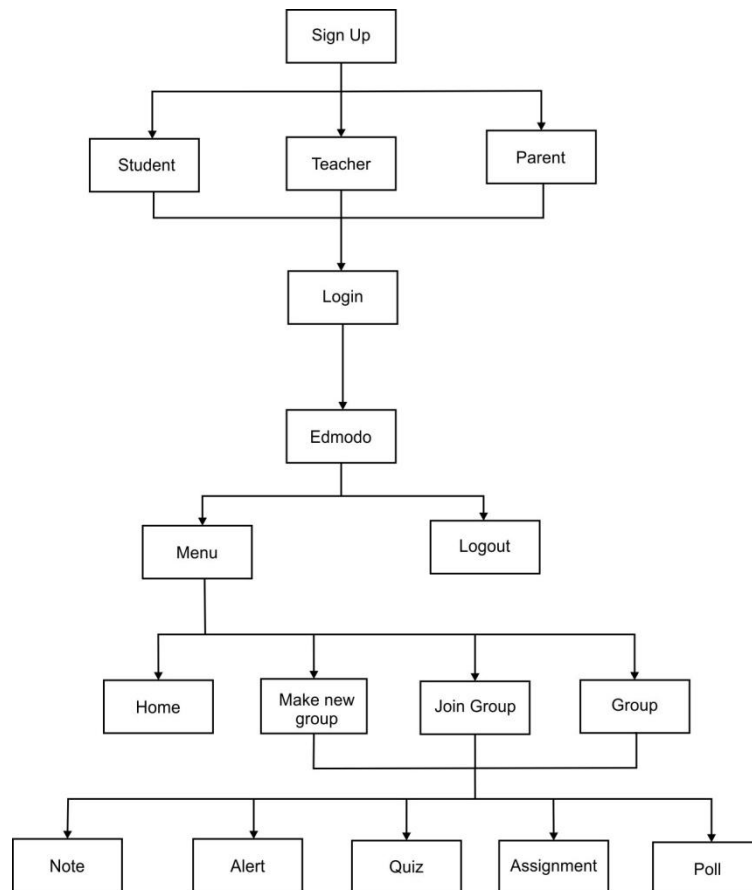 Sign Up
Student
Teacher
Parent
Login
Edmodo
Menu
Logout
Home
Make new
group
Join Group
Group
Note
Alert
Quiz
Assignment
Poll